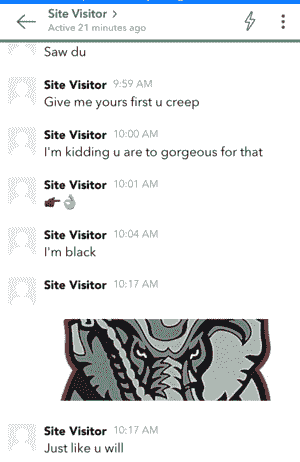 Site Visitor >
Active 21 minutes ago
Saw du
Site Visitor 9:59 AM
Give me yours first u creep
Site Visitor 10:00 AM
I'm kidding u are to gorgeous for that
Site Visitor 10:01 AM
Site Visitor 10:04 AM
I'm black
Site Visitor 10:17 AM
Site Visitor 10:17 AM
Just like u will